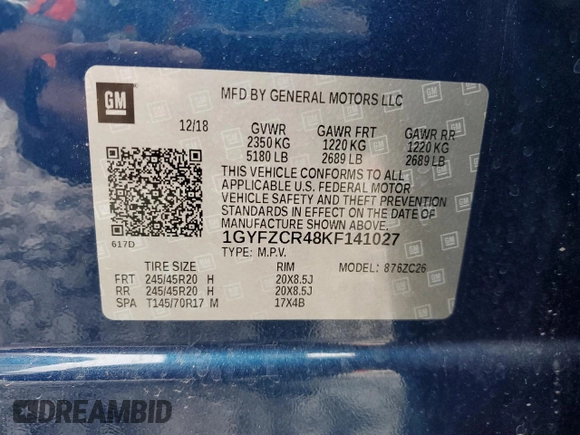 GM
MFD BY GENERAL MOTORS LLC
12/18 GVWR GAWR FRT GAWR RR
2350 KG 1220 KG 1220 KG
5180 LB 2689 LB 2689 LB
THIS VEHICLE CONFORMS TO ALL
APPLICABLE U.S. FEDERAL MOTOR
VEHICLE SAFETY AND THEFT PREVENTION
STANDARDS IN EFFECT ON THE DATE
OF MANUFACTURE SHOWN ABOVE.
617D
1GYFZCR48KF141027
TYPE: M.P.V.
TIRE SIZE RIM MODEL: 876ZC26
FRT 245/45R20 H 20X8.5J
RR 245/45R20 H 20X8.5J
SPA T145/70R17 M 17X4B
DREAMBID